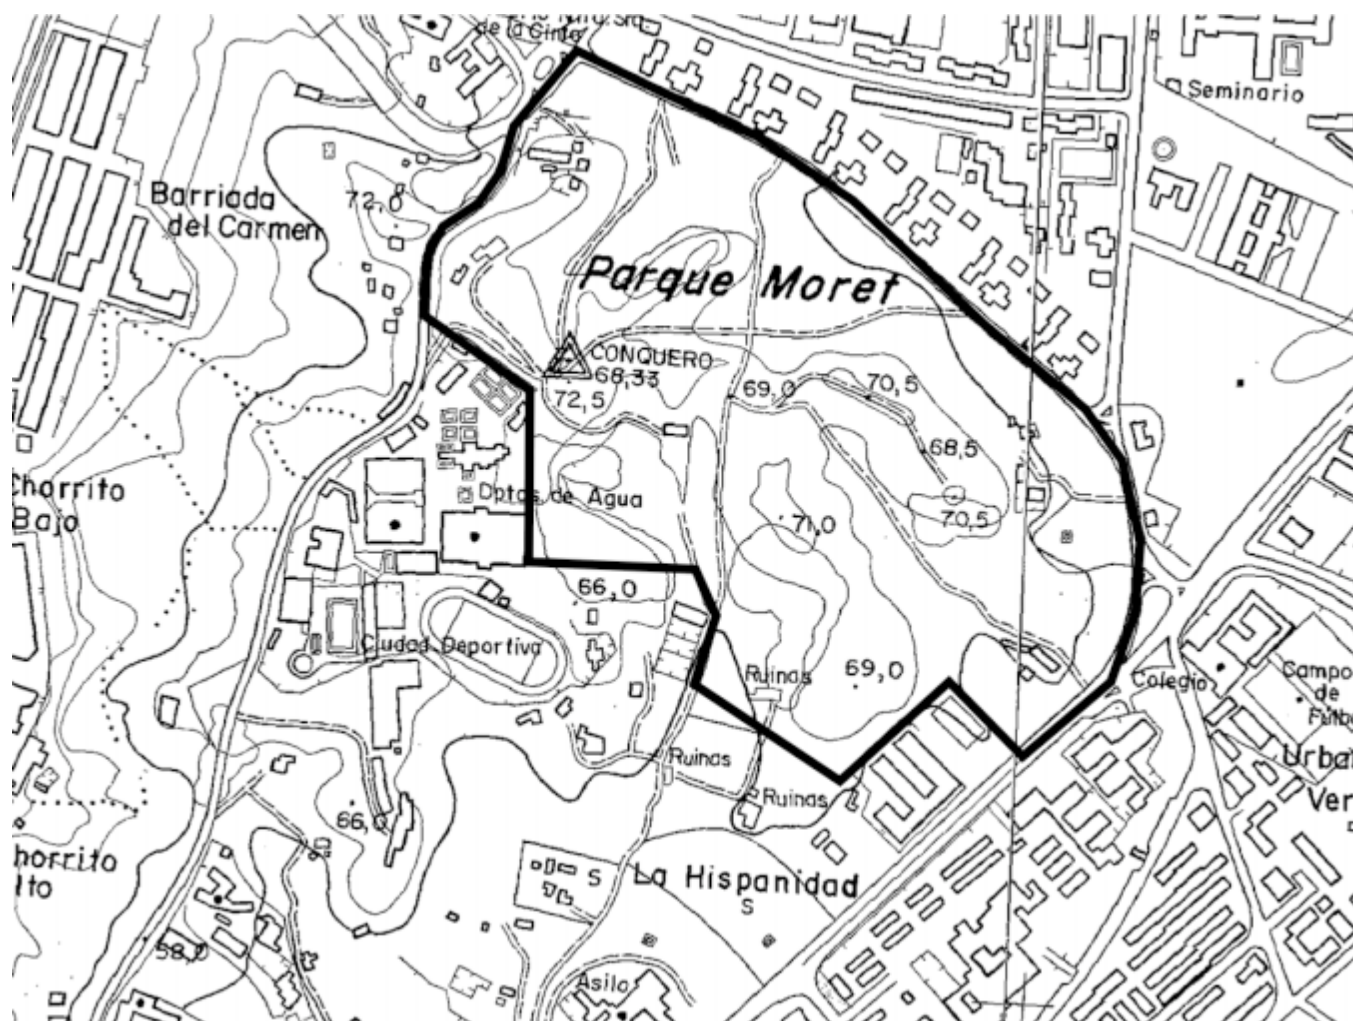 de la Cinta
Seminario
Barriada
del Carmen
72,
Parque Moret
CONQUERO
68,33
72,5
69,0
70,5
68,5
70,5
71,0
Chorrito
Bajo
Dptos de Agua
66,0
Ciudad Deportiva
Ruinas
69,0
Colegio
Campo
de
Urba
Ver
Ruinas
Ruinas
66,0
horrito
lto
La Hispanidad
S
S
58,0
Asilo